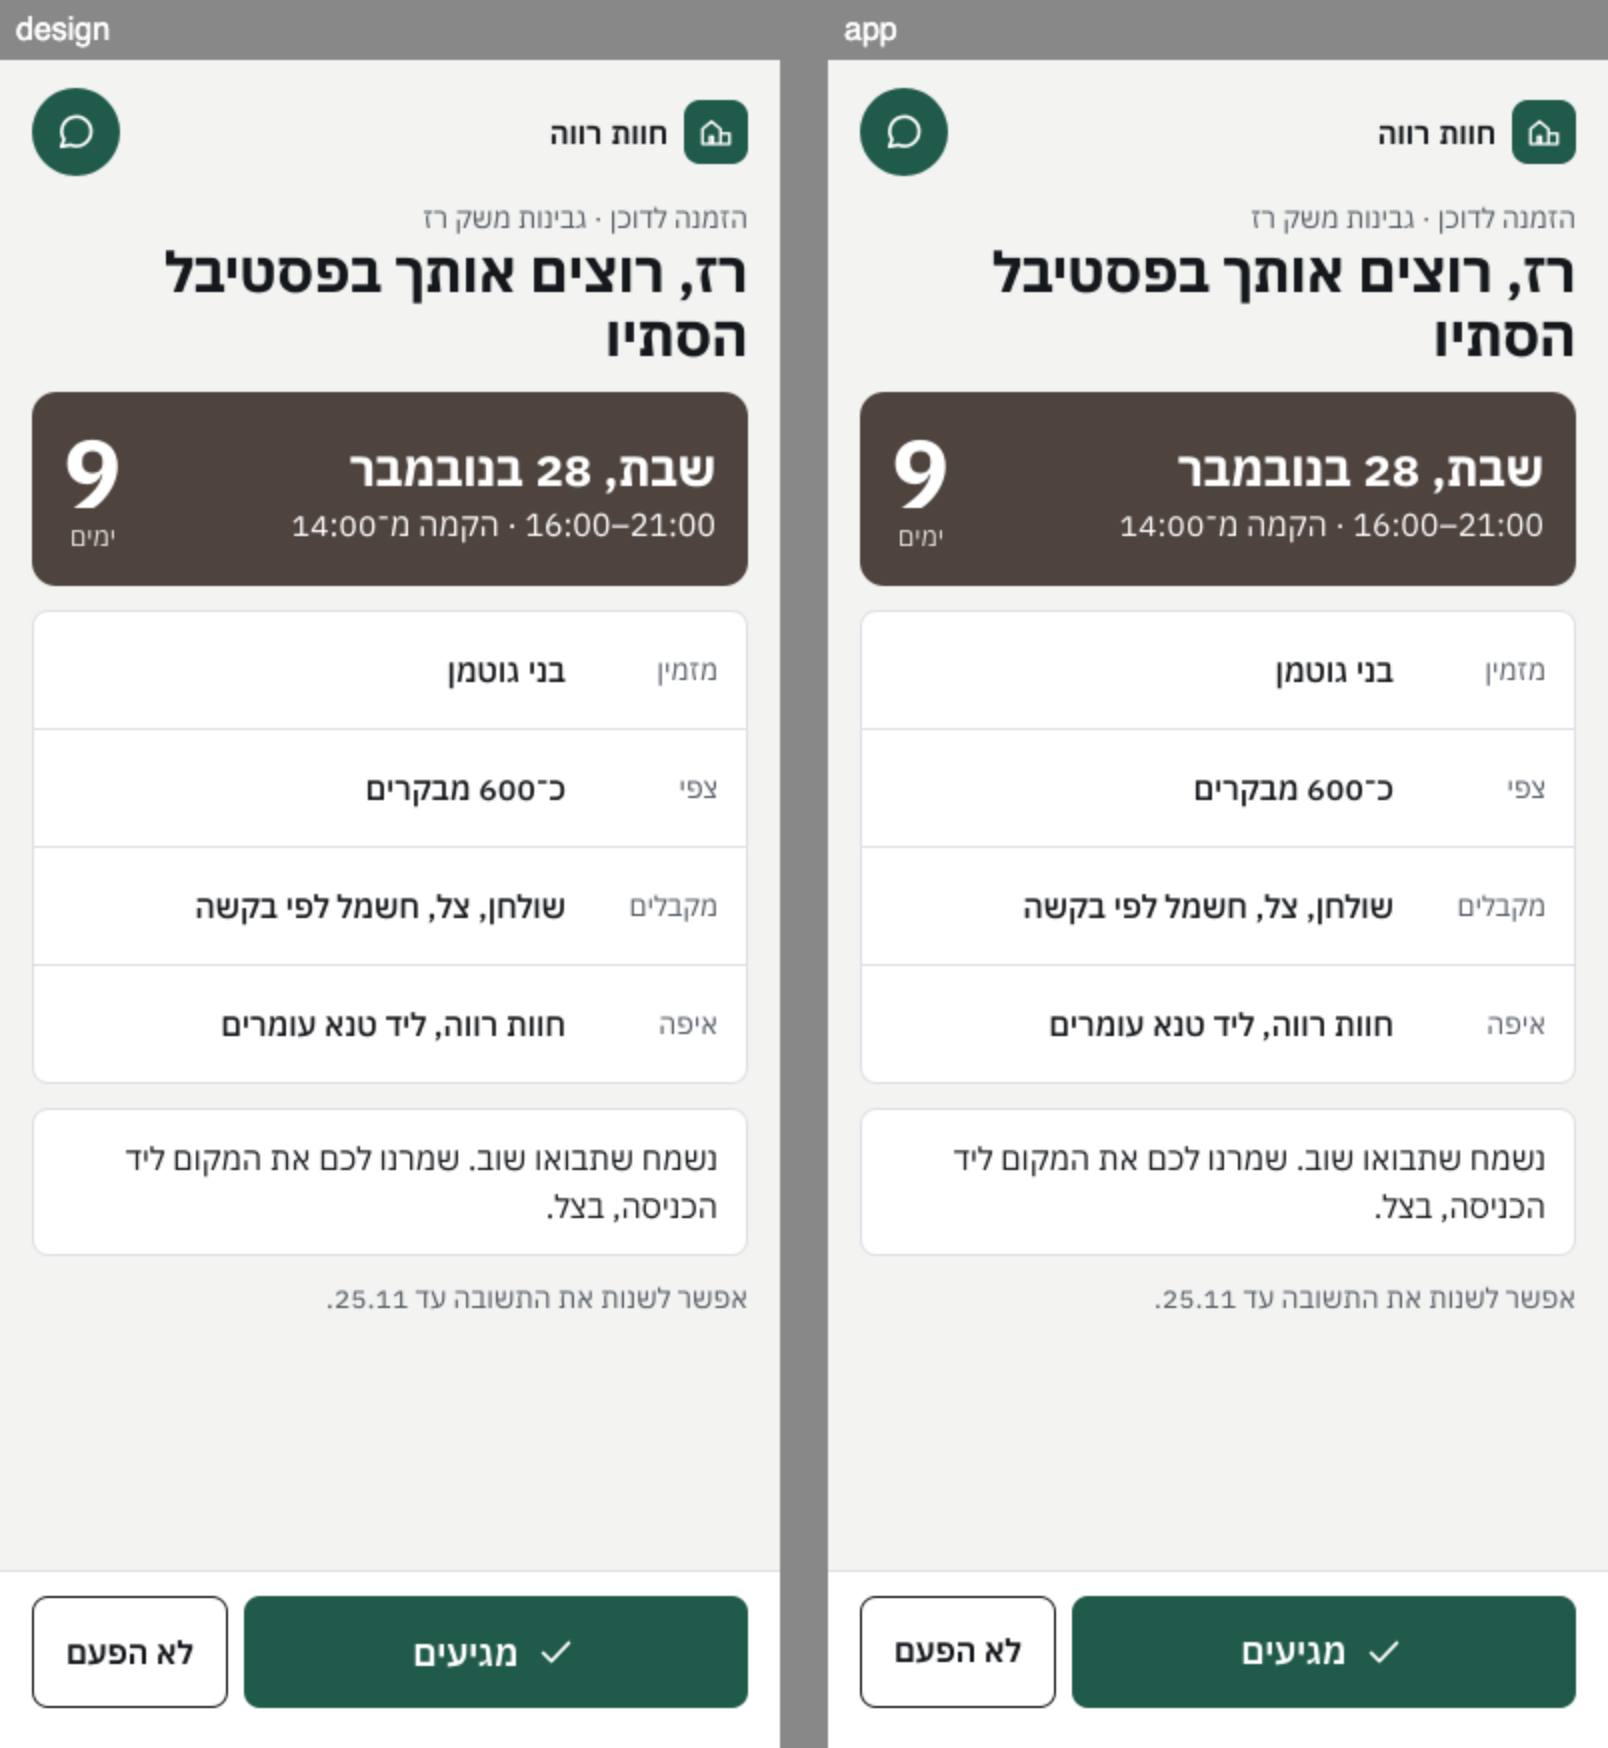 design
חוות רווה
הזמנה לדוכן · גבינות משק רז
רז, רוצים אותך בפסטיבל
הסתיו
שבת, 28 בנובמבר
16:00–21:00 · הקמה מ־14:00
9
ימים
מזמין
בני גוטמן
צפי
כ־600 מבקרים
מקבלים
שולחן, צל, חשמל לפי בקשה
איפה
חוות רווה, ליד טנא עומרים
נשמח שתבואו שוב. שמרנו לכם את המקום ליד
הכניסה, בצל.
אפשר לשנות את התשובה עד 25.11.
מגיעים
לא הפעם
app
חוות רווה
הזמנה לדוכן · גבינות משק רז
רז, רוצים אותך בפסטיבל
הסתיו
שבת, 28 בנובמבר
16:00–21:00 · הקמה מ־14:00
9
ימים
מזמין
בני גוטמן
צפי
כ־600 מבקרים
מקבלים
שולחן, צל, חשמל לפי בקשה
איפה
חוות רווה, ליד טנא עומרים
נשמח שתבואו שוב. שמרנו לכם את המקום ליד
הכניסה, בצל.
אפשר לשנות את התשובה עד 25.11.
מגיעים
לא הפעם